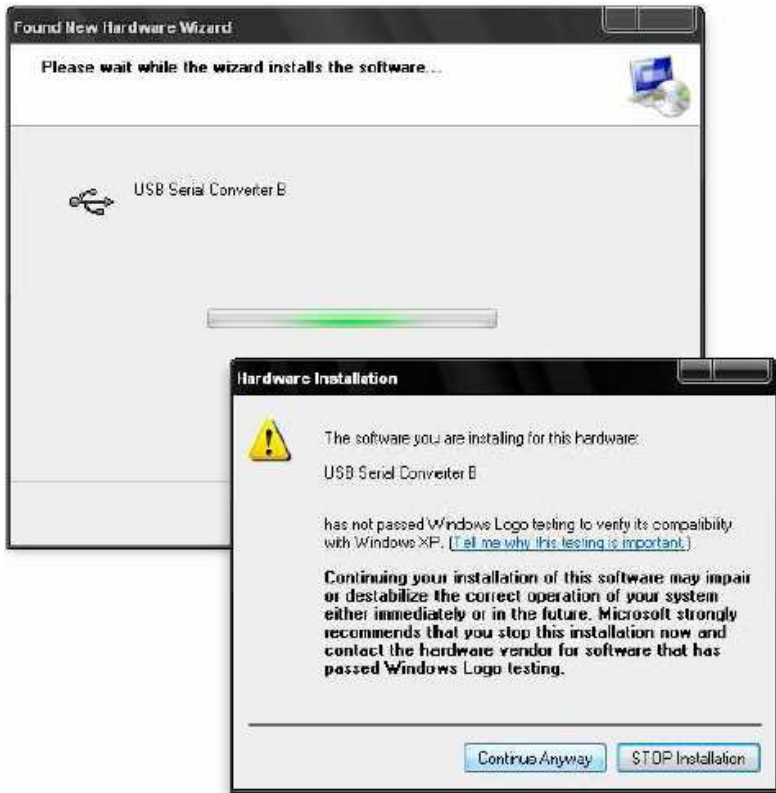 Found New Hardware Wizard
Please wait while the wizard installs the software...
USB Serial Converter B
Hardware Installation
The software you are installing for this hardware:
USB Serial Converter B
has not passed Windows Logo testing to verify its compatibility
with Windows XP. (Tell me why this testing is important.)
Continuing your installation of this software may impair
or destabilize the correct operation of your system
either immediately or in the future. Microsoft strongly
recommends that you stop this installation now and
contact the hardware vendor for software that has
passed Windows Logo testing.
Continue Anyway STOP Installation